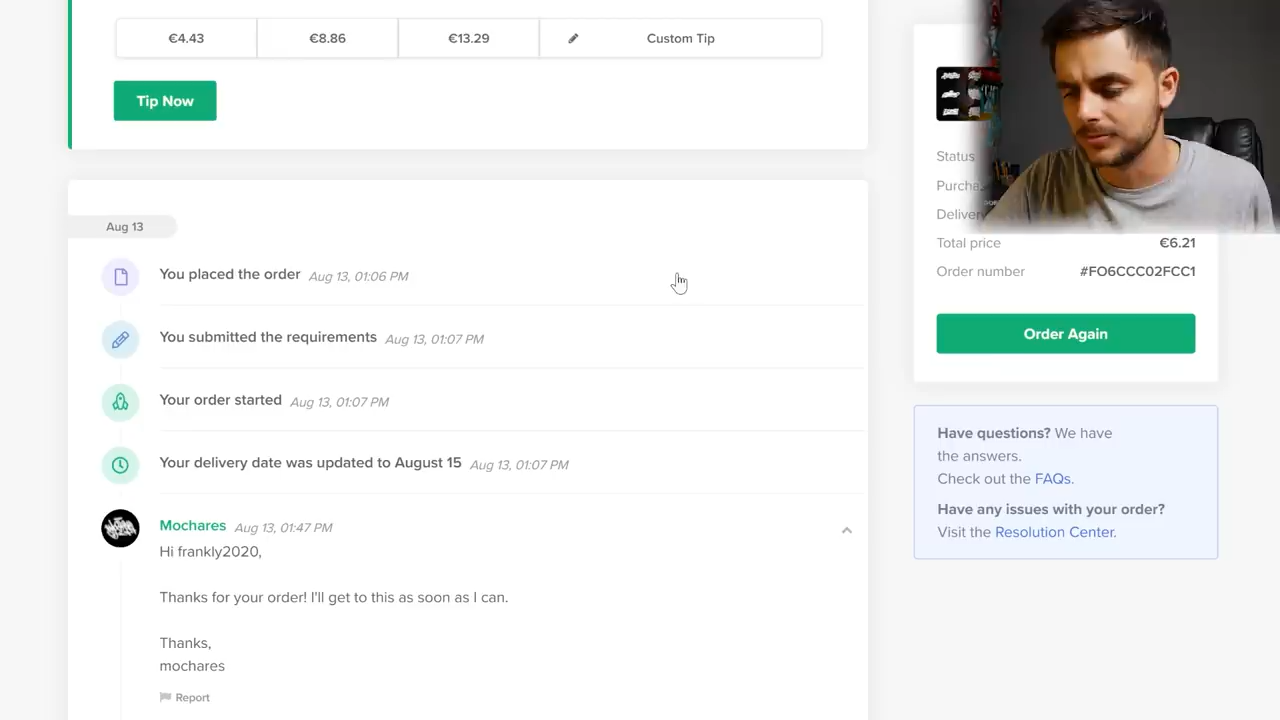 €4.43 €8.86 €13.29 Custom Tip
Tip Now
Aug 13
You placed the order Aug 13, 01:06 PM
You submitted the requirements Aug 13, 01:07 PM
Your order started Aug 13, 01:07 PM
Your delivery date was updated to August 15 Aug 13, 01:07 PM
Mochares Aug 13, 01:47 PM
Hi frankly2020,
Thanks for your order! I'll get to this as soon as I can.
Thanks,
mochares
Report
Status
Total price €6.21
Order number #FO6CCC02FCC1
Order Again
Have questions? We have
the answers.
Check out the FAQs.
Have any issues with your order?
Visit the Resolution Center.